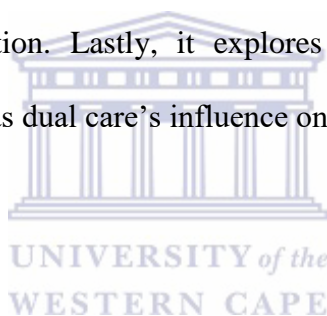 tion. Lastly, it explores
s dual care's influence on
UNIVERSITY of the
WESTERN CAPE